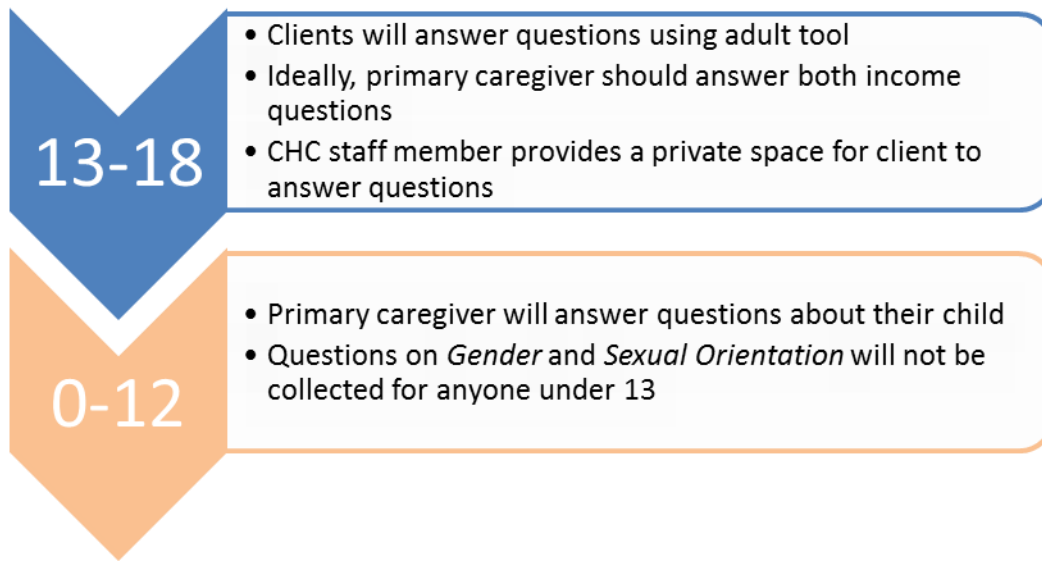 13-18
• Clients will answer questions using adult tool
• Ideally, primary caregiver should answer both income
questions
• CHC staff member provides a private space for client to
answer questions
0-12
• Primary caregiver will answer questions about their child
• Questions on Gender and Sexual Orientation will not be
collected for anyone under 13